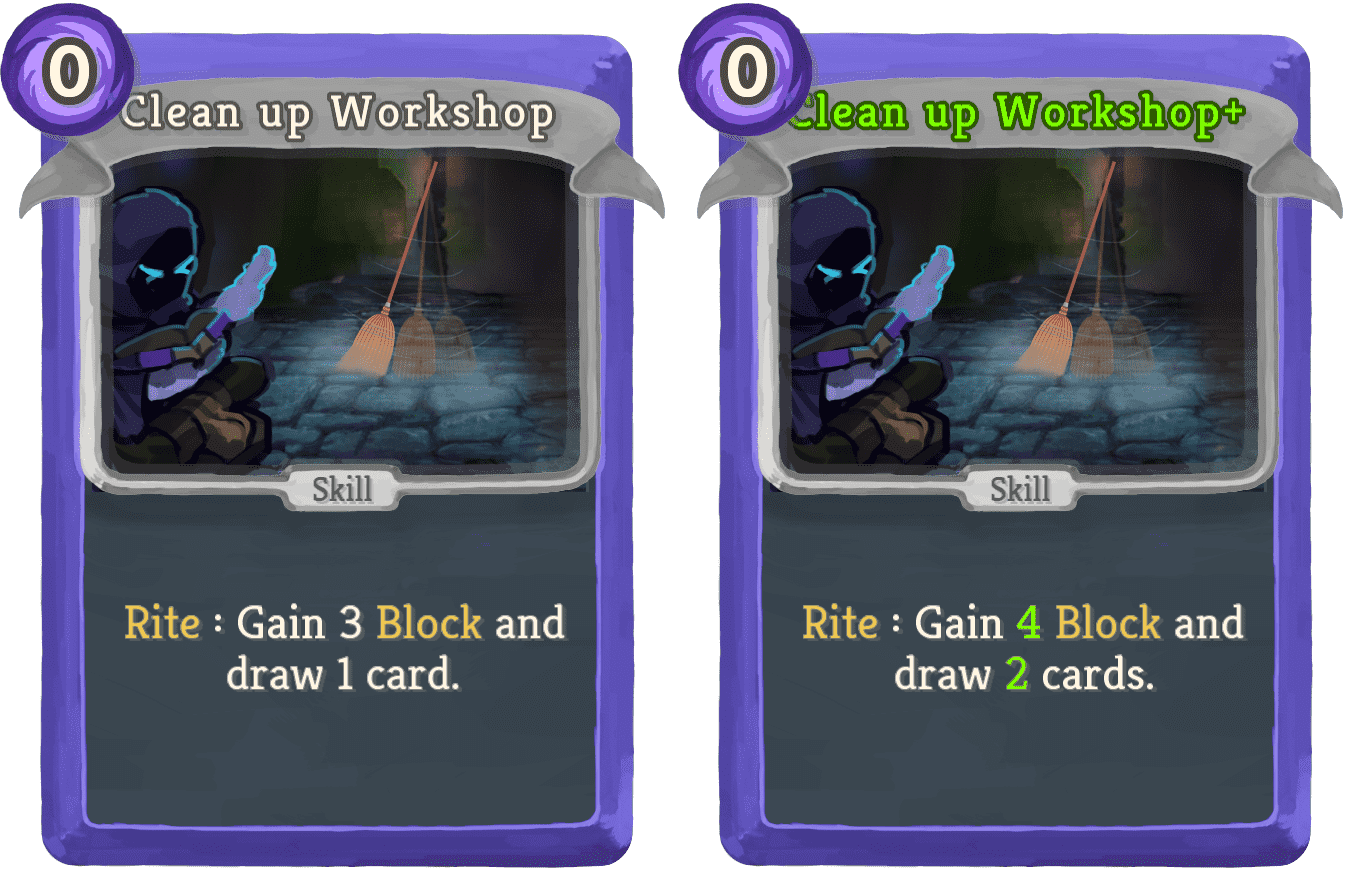 0
Clean up Workshop
Skill
Rite : Gain 3 Block and
draw 1 card.
0
Clean up Workshop+
Skill
Rite : Gain 4 Block and
draw 2 cards.